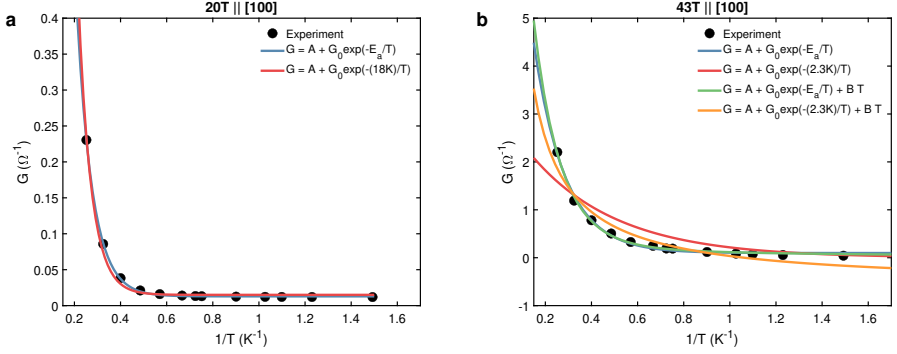 a
20T || [100]
Experiment
G = A + G₀exp(-Eₐ/T)
G = A + G₀exp(-(18K)/T)
0.4
0.35
0.3
0.25
0.2
0.15
0.1
0.05
0
G (Ω⁻¹)
0.2 0.4 0.6 0.8 1 1.2 1.4 1.6
1/T (K⁻¹)
b
43T || [100]
Experiment
G = A + G₀exp(-Eₐ/T)
G = A + G₀exp(-(2.3K)/T)
G = A + G₀exp(-Eₐ/T) + B T
G = A + G₀exp(-(2.3K)/T) + B T
5
4
3
2
1
0
-1
G (Ω⁻¹)
0.2 0.4 0.6 0.8 1 1.2 1.4 1.6
1/T (K⁻¹)